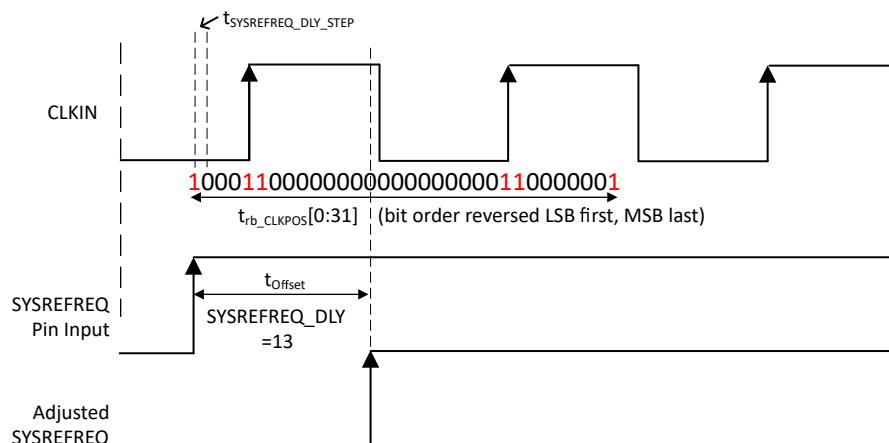 tSYSREFREQ_DLY_STEP
CLKIN
10001100000000000000000110000001
trb_CLKPOS[0:31] (bit order reversed LSB first, MSB last)
tOffset
SYSREFREQ
Pin Input
SYSREFREQ_DLY
=13
Adjusted
SYSREFREQ